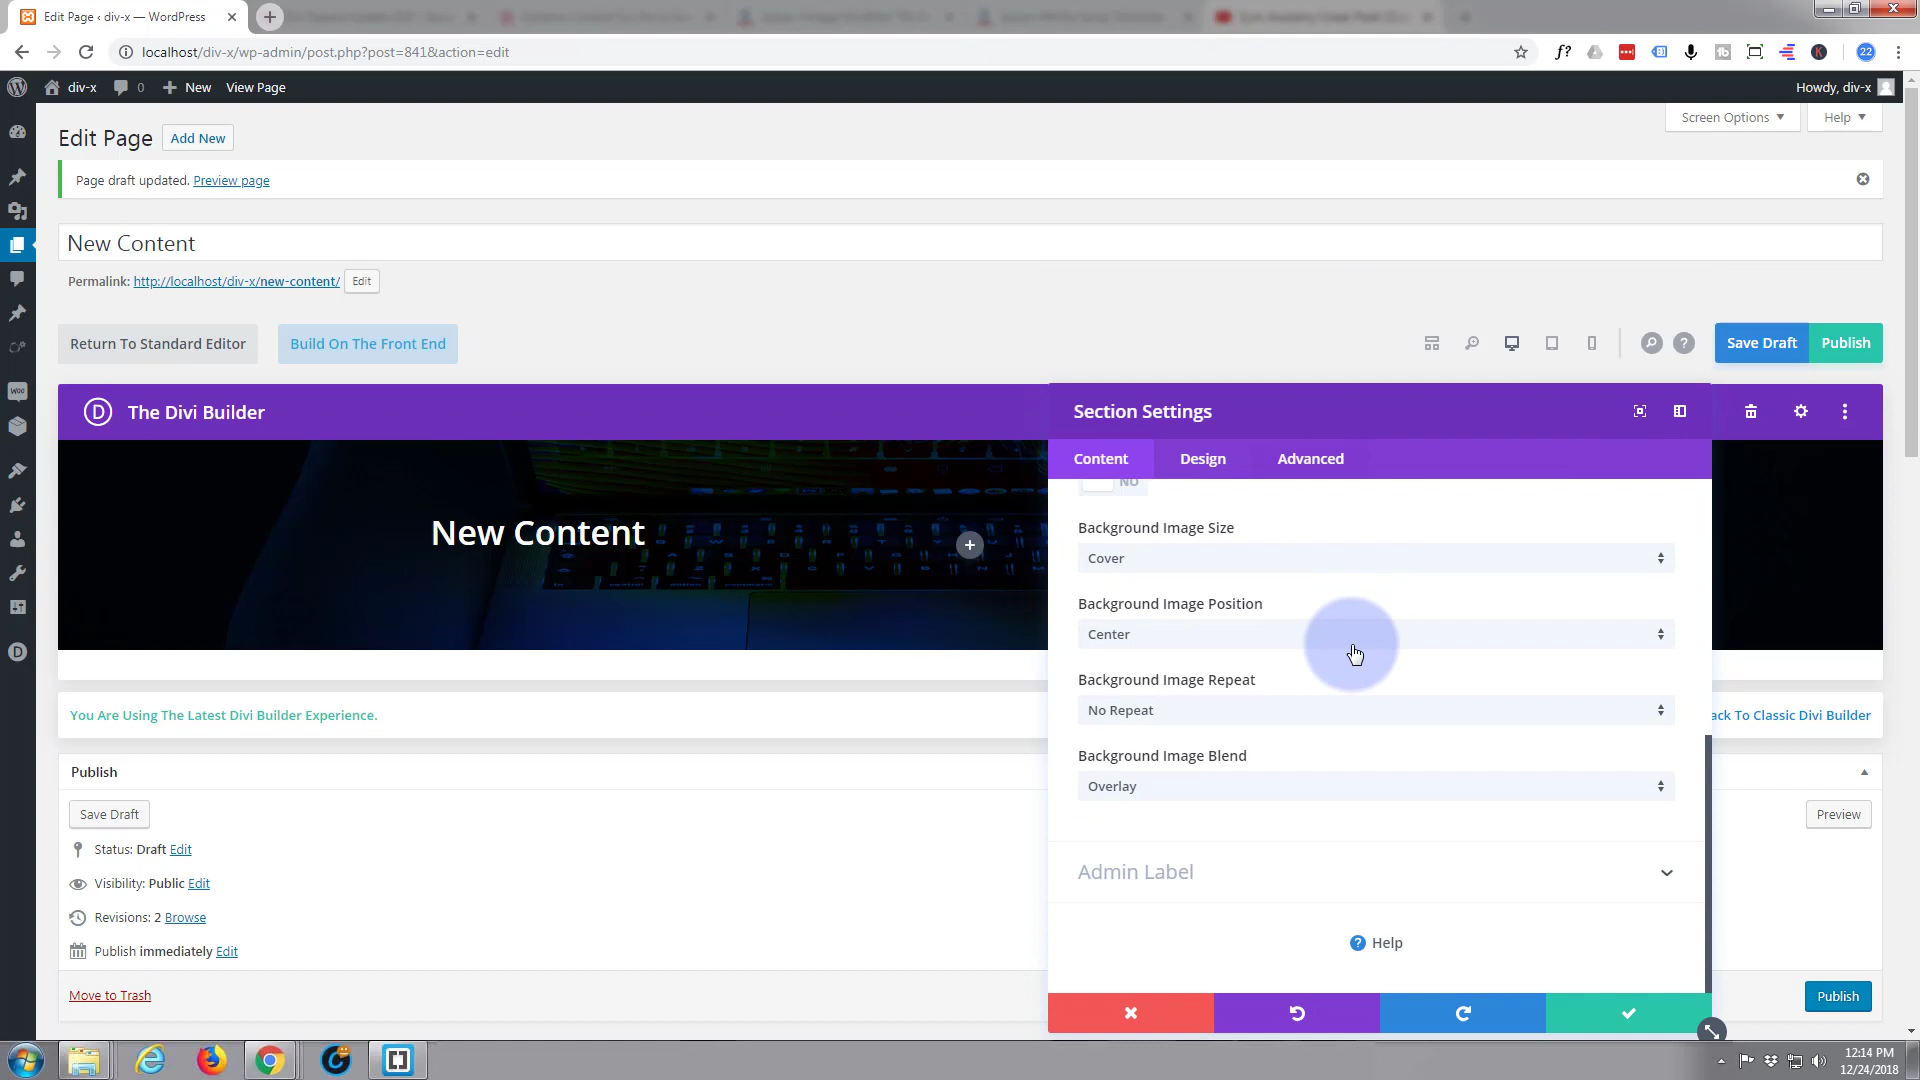 Edit Page ‹ div-x — WordPress
localhost/div-x/wp-admin/post.php?post=841&action=edit
22
div-x
0
New
View Page
Howdy, div-x
Edit Page
Add New
Screen Options
Help
Page draft updated. Preview page
New Content
Permalink: http://localhost/div-x/new-content/
Edit
Return To Standard Editor
Build On The Front End
Save Draft
Publish
The Divi Builder
Section Settings
Content
Design
Advanced
NO
New Content
Background Image Size
Cover
Background Image Position
Center
Background Image Repeat
No Repeat
Background Image Blend
Overlay
You Are Using The Latest Divi Builder Experience.
ack To Classic Divi Builder
Publish
Save Draft
Preview
Status: Draft Edit
Visibility: Public Edit
Revisions: 2 Browse
Publish immediately Edit
Admin Label
Help
Move to Trash
Publish
12:14 PM
12/24/2018